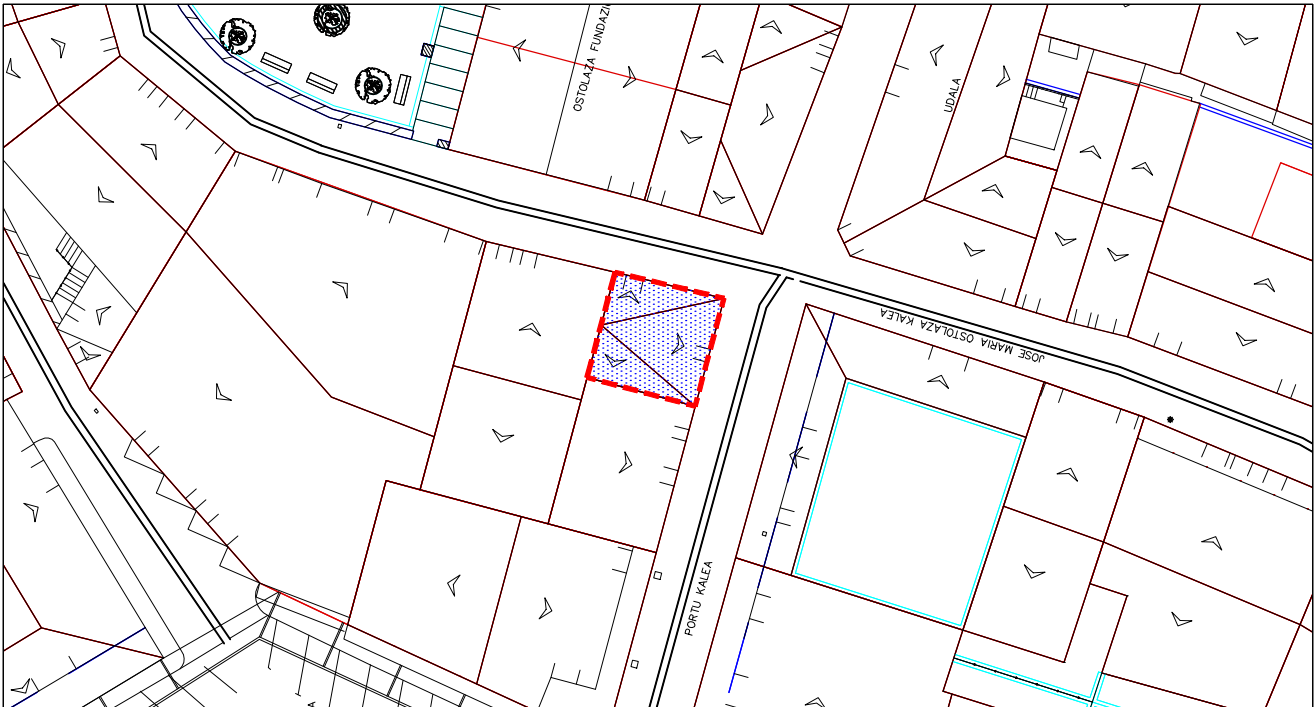 OSTOLAZA FUNDAZI
UDALA
JOSE MARIA OSTOLAZA KALEA
PORTU KALEA
A